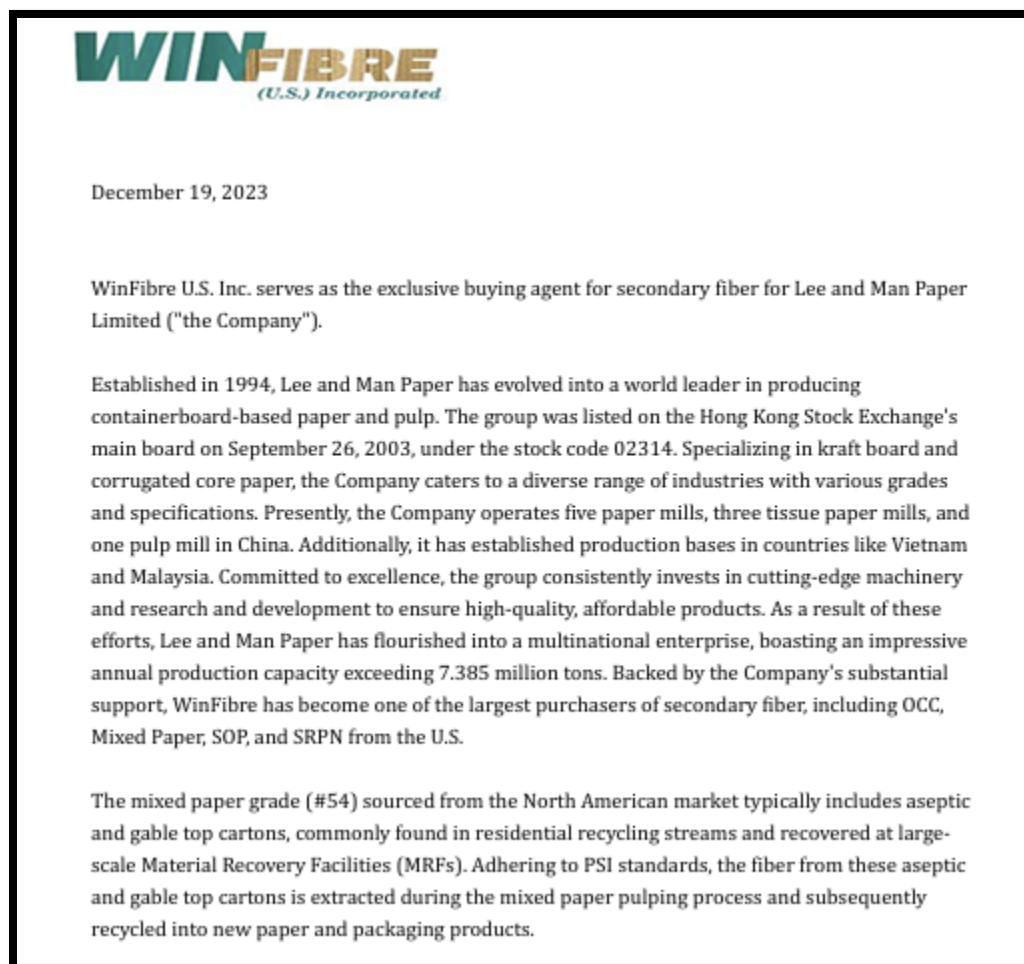 WINFIBRE
(U.S.) Incorporated
December 19, 2023
WinFibre U.S. Inc. serves as the exclusive buying agent for secondary fiber for Lee and Man Paper
Limited ("the Company").
Established in 1994, Lee and Man Paper has evolved into a world leader in producing
containerboard-based paper and pulp. The group was listed on the Hong Kong Stock Exchange's
main board on September 26, 2003, under the stock code 02314. Specializing in kraft board and
corrugated core paper, the Company caters to a diverse range of industries with various grades
and specifications. Presently, the Company operates five paper mills, three tissue paper mills, and
one pulp mill in China. Additionally, it has established production bases in countries like Vietnam
and Malaysia. Committed to excellence, the group consistently invests in cutting-edge machinery
and research and development to ensure high-quality, affordable products. As a result of these
efforts, Lee and Man Paper has flourished into a multinational enterprise, boasting an impressive
annual production capacity exceeding 7.385 million tons. Backed by the Company's substantial
support, WinFibre has become one of the largest purchasers of secondary fiber, including OCC,
Mixed Paper, SOP, and SRPN from the U.S.
The mixed paper grade (#54) sourced from the North American market typically includes aseptic
and gable top cartons, commonly found in residential recycling streams and recovered at large-
scale Material Recovery Facilities (MRFs). Adhering to PSI standards, the fiber from these aseptic
and gable top cartons is extracted during the mixed paper pulping process and subsequently
recycled into new paper and packaging products.